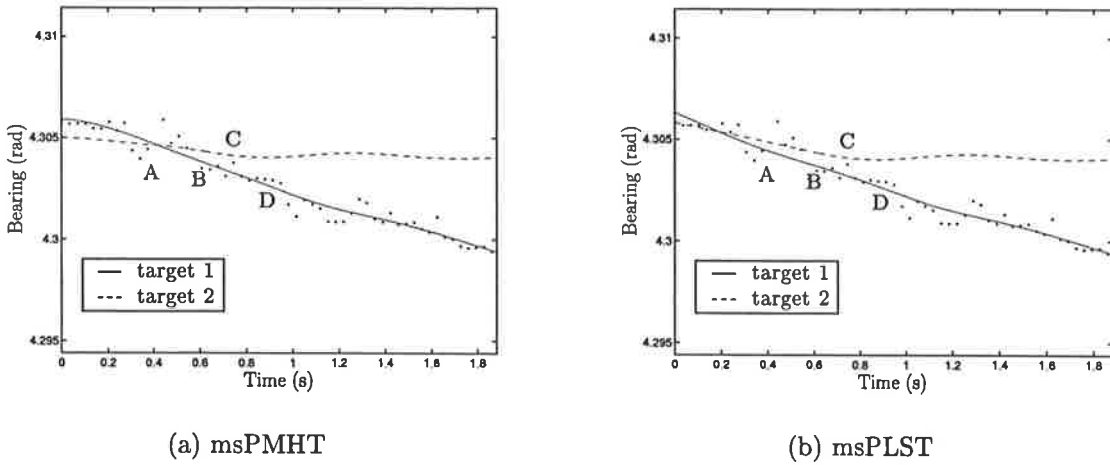 4.31
4.305
4.3
4.295
Bearing (rad)
A
B
C
D
target 1
target 2
0 0.2 0.4 0.6 0.8 1 1.2 1.4 1.6 1.8
Time (s)
(a) msPMHT
4.31
4.305
4.3
4.295
Bearing (rad)
A
B
C
D
target 1
target 2
0 0.2 0.4 0.6 0.8 1 1.2 1.4 1.6 1.8
Time (s)
(b) msPLST